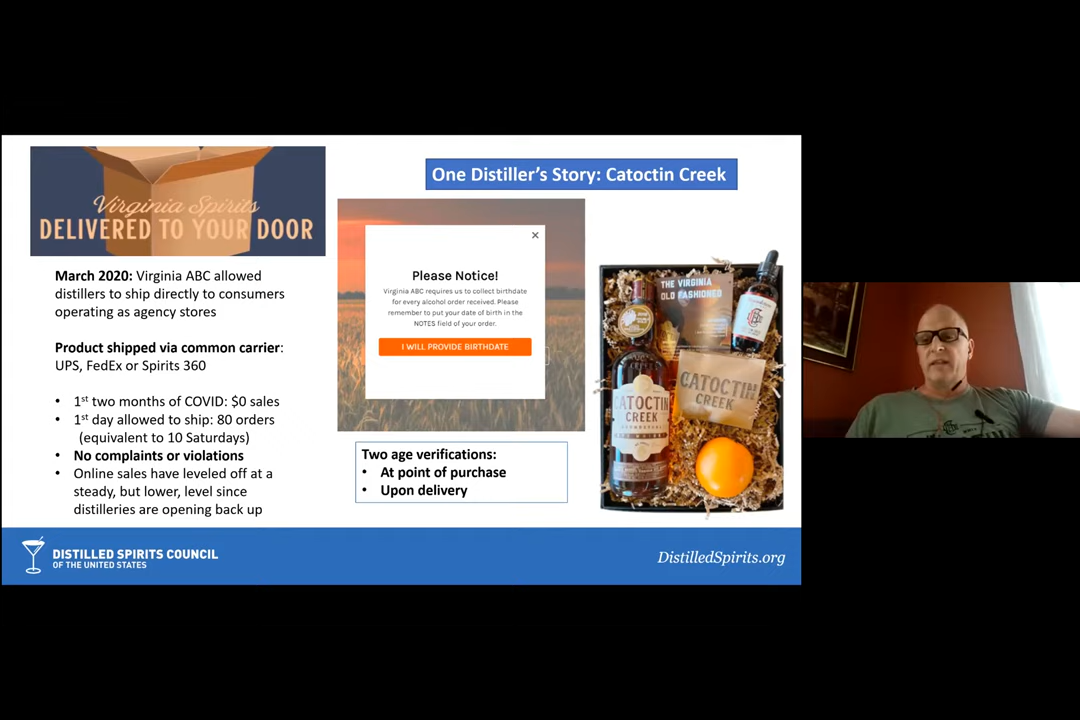 Virginia Spirits
DELIVERED TO YOUR DOOR
March 2020: Virginia ABC allowed
distillers to ship directly to consumers
operating as agency stores
Product shipped via common carrier:
UPS, FedEx or Spirits 360
• 1st two months of COVID: $0 sales
• 1st day allowed to ship: 80 orders
(equivalent to 10 Saturdays)
• No complaints or violations
• Online sales have leveled off at a
steady, but lower, level since
distilleries are opening back up
One Distiller's Story: Catoctin Creek
×
Please Notice!
Virginia ABC requires us to collect birthdate
for every alcohol order received. Please
remember to put your date of birth in the
NOTES field of your order.
I WILL PROVIDE BIRTHDATE
Two age verifications:
• At point of purchase
• Upon delivery
THE VIRGINIA
OLD FASHIONED
CATOCTIN
CREEK
CATOCTIN
CREEK
DISTILLED SPIRITS COUNCIL
OF THE UNITED STATES
DistilledSpirits.org